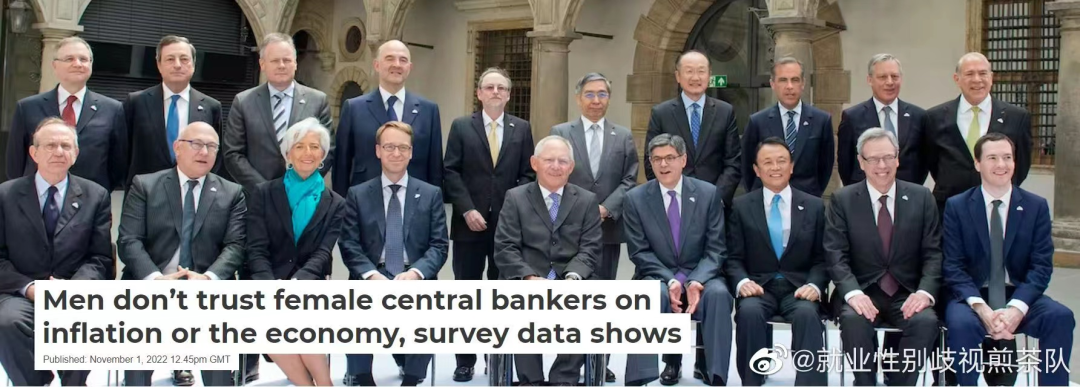 Men don't trust female central bankers on
inflation or the economy, survey data shows
Published: November 1, 2022 12.45pm GMT
@就业性别歧视煎茶队